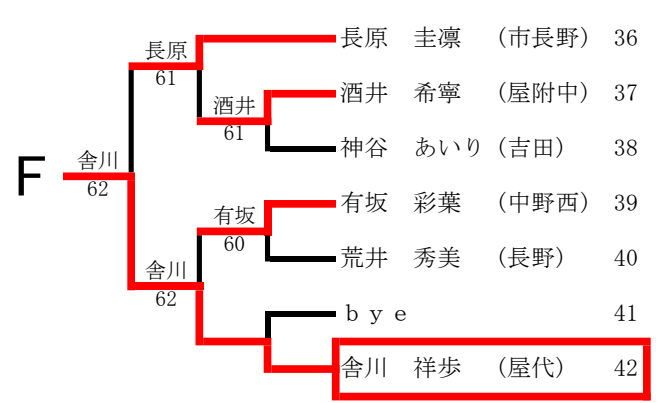 長原 圭凛 （市長野） 36
長原
61
酒井 希寧 （屋附中） 37
酒井
61
神谷 あいり （吉田） 38
F
舎川
62
有坂 彩葉 （中野西） 39
有坂
60
荒井 秀美 （長野） 40
舎川
62
ｂｙｅ 41
舎川 祥歩 （屋代） 42